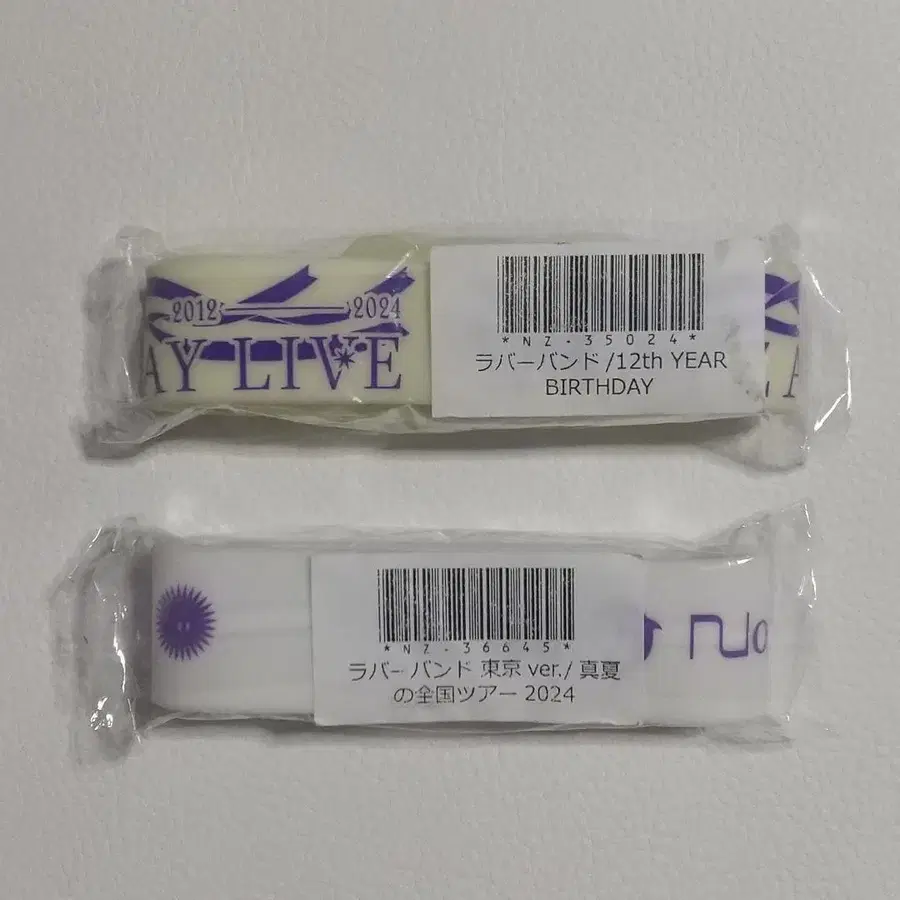 2012 2024
AY LIVE
*NZ-35024*
ラバーバンド/12th YEAR
BIRTHDAY
*NZ-36645*
ラバーバンド 東京 ver./ 真夏
の全国ツアー 2024